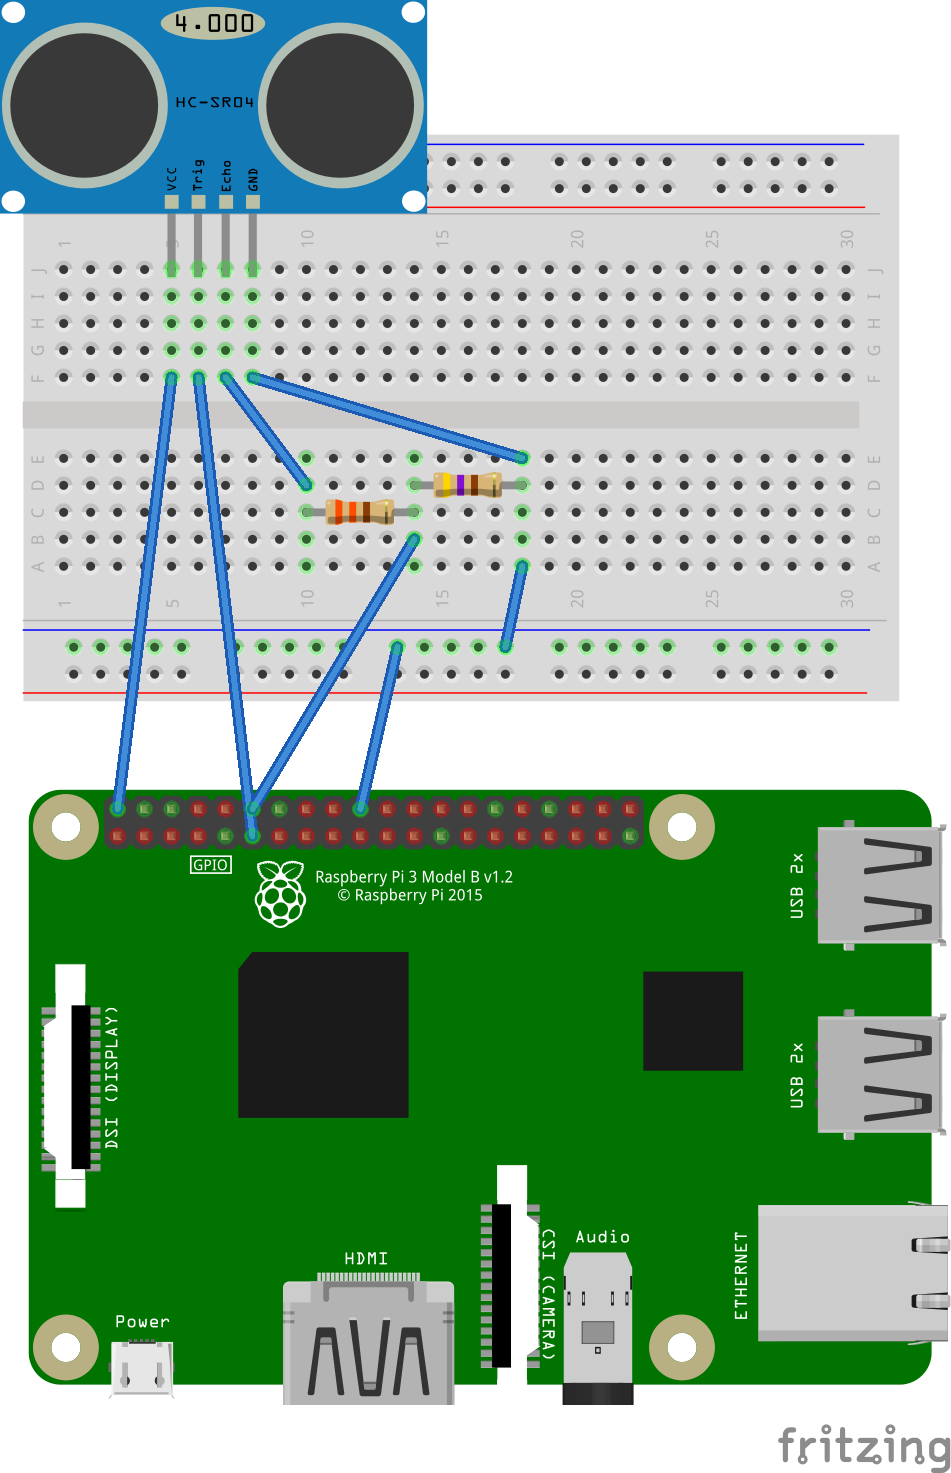 4.000
HC-SR04
VCC
Trig
Echo
GND
1 5 10 15 20 25 30
J J
I I
H H
G G
F F
E E
D D
C C
B B
A A
1 5 10 15 20 25 30
GPIO
Raspberry Pi 3 Model B v1.2
© Raspberry Pi 2015
USB 2x
DSI (DISPLAY)
USB 2x
CSI (CAMERA)
Audio
ETHERNET
HDMI
Power
fritzing